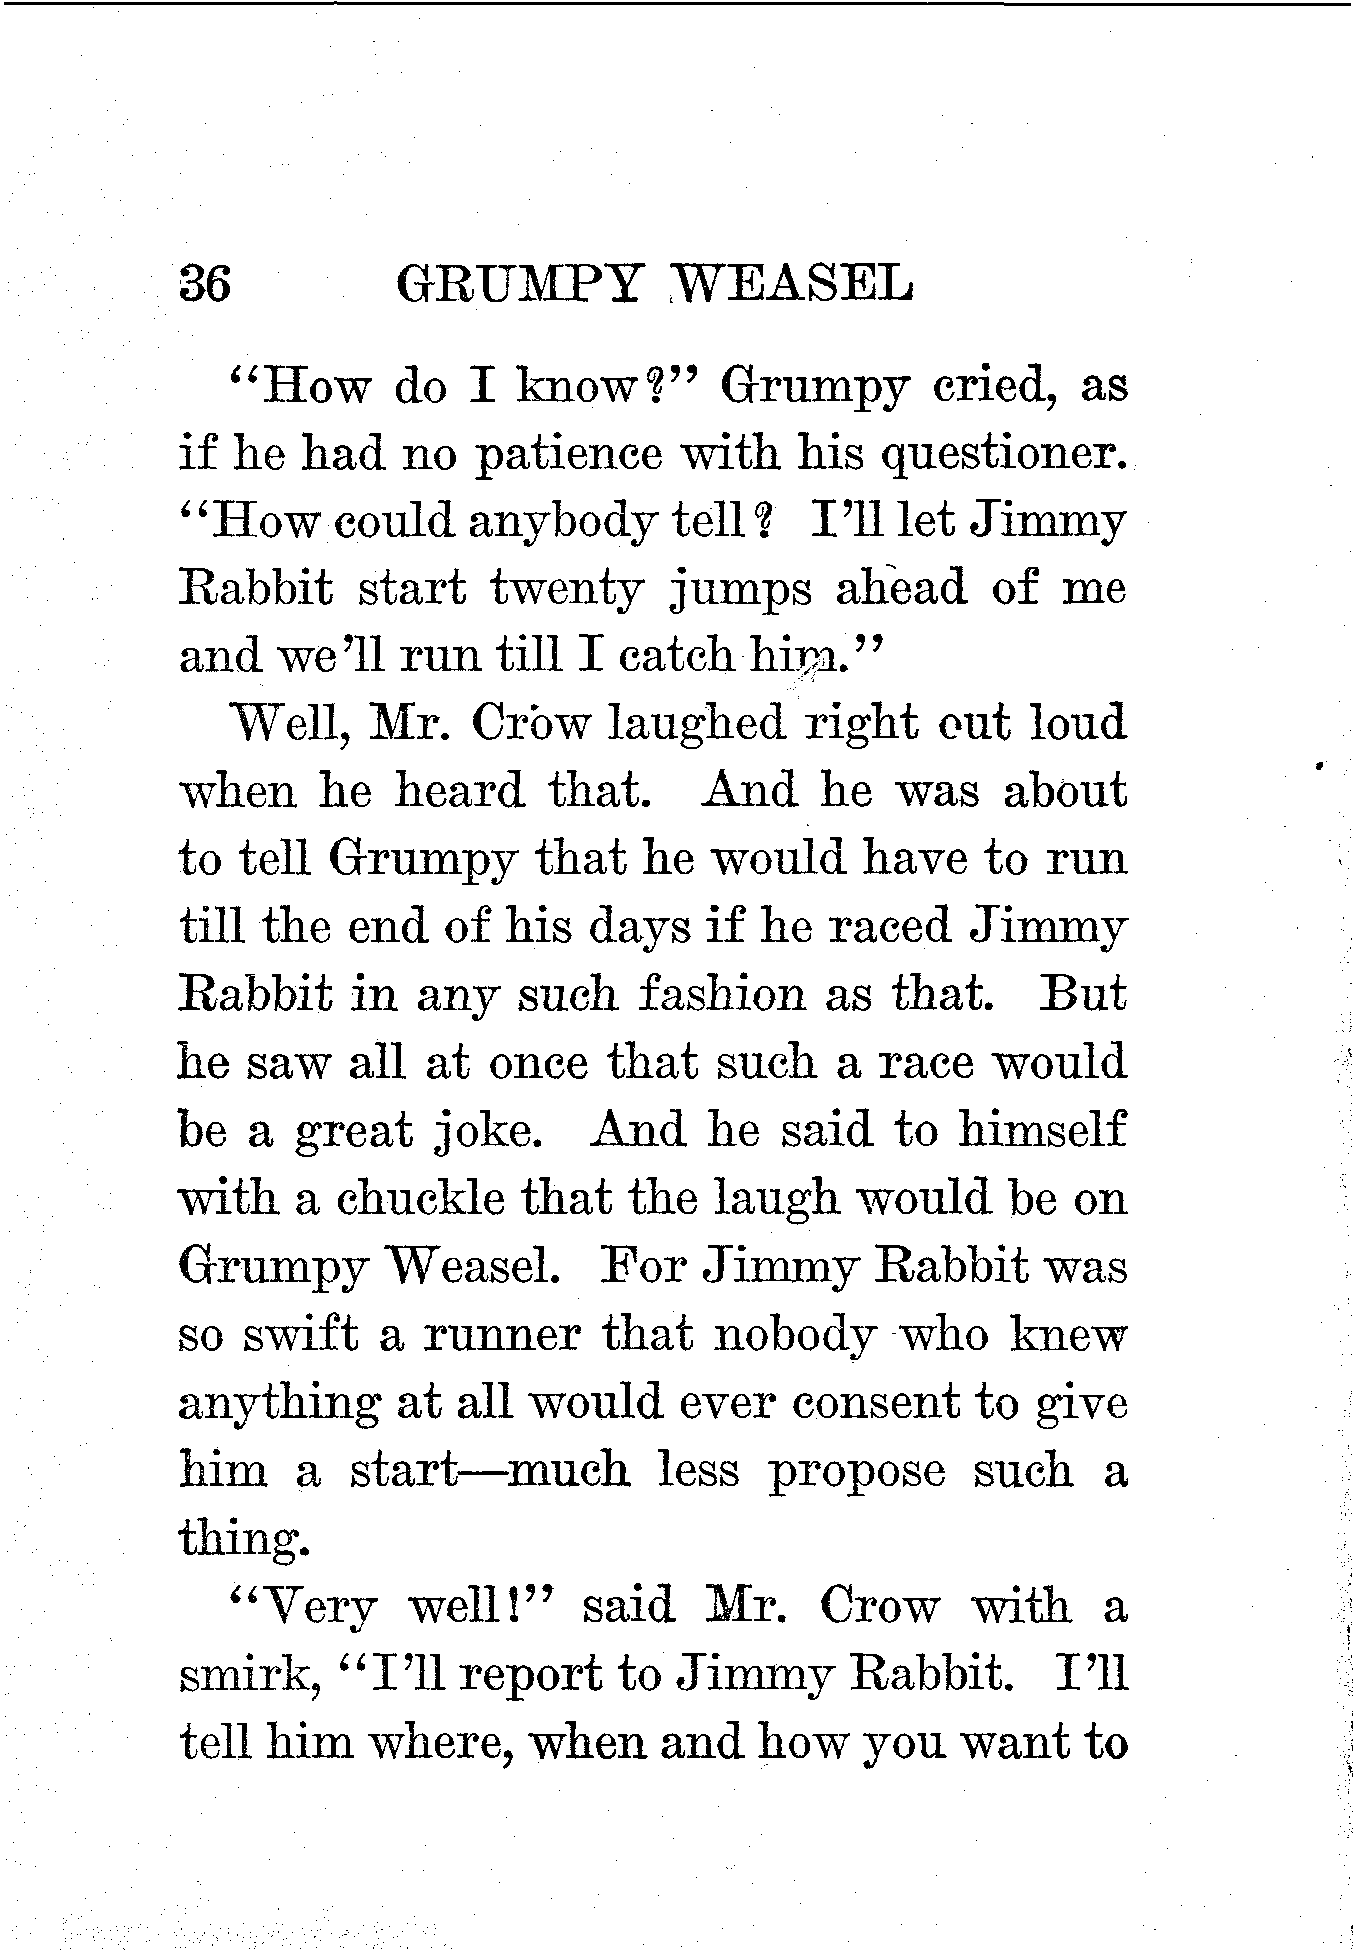 36 GRUMPY WEASEL
"How do I know?" Grumpy cried, as
if he had no patience with his questioner.
"How could anybody tell? I'll let Jimmy
Rabbit start twenty jumps ahead of me
and we'll run till I catch him."
Well, Mr. Crow laughed right out loud
when he heard that. And he was about
to tell Grumpy that he would have to run
till the end of his days if he raced Jimmy
Rabbit in any such fashion as that. But
he saw all at once that such a race would
be a great joke. And he said to himself
with a chuckle that the laugh would be on
Grumpy Weasel. For Jimmy Rabbit was
so swift a runner that nobody who knew
anything at all would ever consent to give
him a start—much less propose such a
thing.
"Very well!" said Mr. Crow with a
smirk, "I'll report to Jimmy Rabbit. I'll
tell him where, when and how you want to